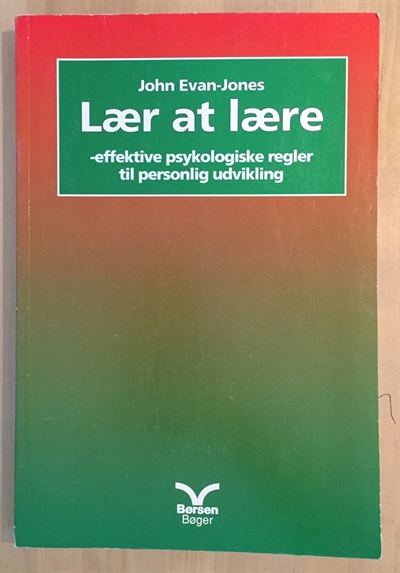 John Evan-Jones
Lær at lære
-effektive psykologiske regler
til personlig udvikling
Børsen
Bøger